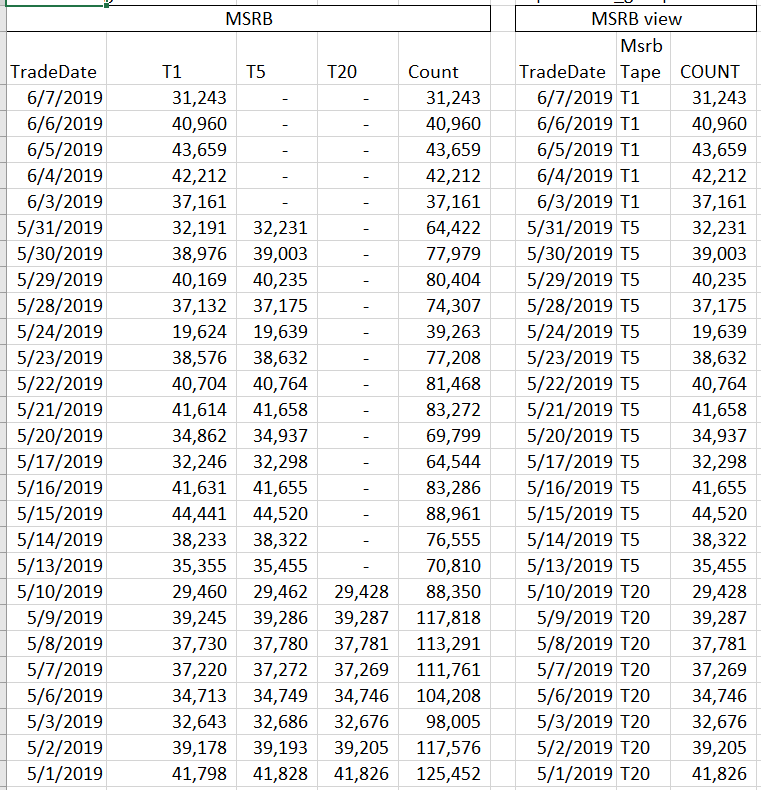 MSRB MSRB view
Msrb
TradeDate T1 T5 T20 Count TradeDate Tape COUNT
6/7/2019 31,243 - - 31,243 6/7/2019 T1 31,243
6/6/2019 40,960 - - 40,960 6/6/2019 T1 40,960
6/5/2019 43,659 - - 43,659 6/5/2019 T1 43,659
6/4/2019 42,212 - - 42,212 6/4/2019 T1 42,212
6/3/2019 37,161 - - 37,161 6/3/2019 T1 37,161
5/31/2019 32,191 32,231 - 64,422 5/31/2019 T5 32,231
5/30/2019 38,976 39,003 - 77,979 5/30/2019 T5 39,003
5/29/2019 40,169 40,235 - 80,404 5/29/2019 T5 40,235
5/28/2019 37,132 37,175 - 74,307 5/28/2019 T5 37,175
5/24/2019 19,624 19,639 - 39,263 5/24/2019 T5 19,639
5/23/2019 38,576 38,632 - 77,208 5/23/2019 T5 38,632
5/22/2019 40,704 40,764 - 81,468 5/22/2019 T5 40,764
5/21/2019 41,614 41,658 - 83,272 5/21/2019 T5 41,658
5/20/2019 34,862 34,937 - 69,799 5/20/2019 T5 34,937
5/17/2019 32,246 32,298 - 64,544 5/17/2019 T5 32,298
5/16/2019 41,631 41,655 - 83,286 5/16/2019 T5 41,655
5/15/2019 44,441 44,520 - 88,961 5/15/2019 T5 44,520
5/14/2019 38,233 38,322 - 76,555 5/14/2019 T5 38,322
5/13/2019 35,355 35,455 - 70,810 5/13/2019 T5 35,455
5/10/2019 29,460 29,462 29,428 88,350 5/10/2019 T20 29,428
5/9/2019 39,245 39,286 39,287 117,818 5/9/2019 T20 39,287
5/8/2019 37,730 37,780 37,781 113,291 5/8/2019 T20 37,781
5/7/2019 37,220 37,272 37,269 111,761 5/7/2019 T20 37,269
5/6/2019 34,713 34,749 34,746 104,208 5/6/2019 T20 34,746
5/3/2019 32,643 32,686 32,676 98,005 5/3/2019 T20 32,676
5/2/2019 39,178 39,193 39,205 117,576 5/2/2019 T20 39,205
5/1/2019 41,798 41,828 41,826 125,452 5/1/2019 T20 41,826